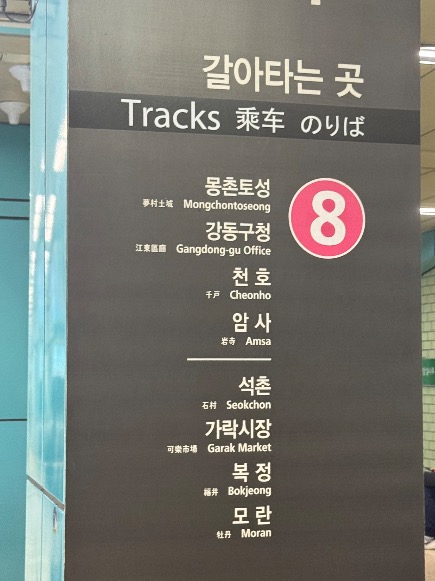 갈아타는 곳
Tracks 乘车 のりば
8
몽촌토성
夢村土城 Mongchontoseong
강동구청
江東區廳 Gangdong-gu Office
천호
千戶 Cheonho
암사
岩寺 Amsa
석촌
石村 Seokchon
가락시장
可樂市場 Garak Market
복정
福井 Bokjeong
모란
牡丹 Moran